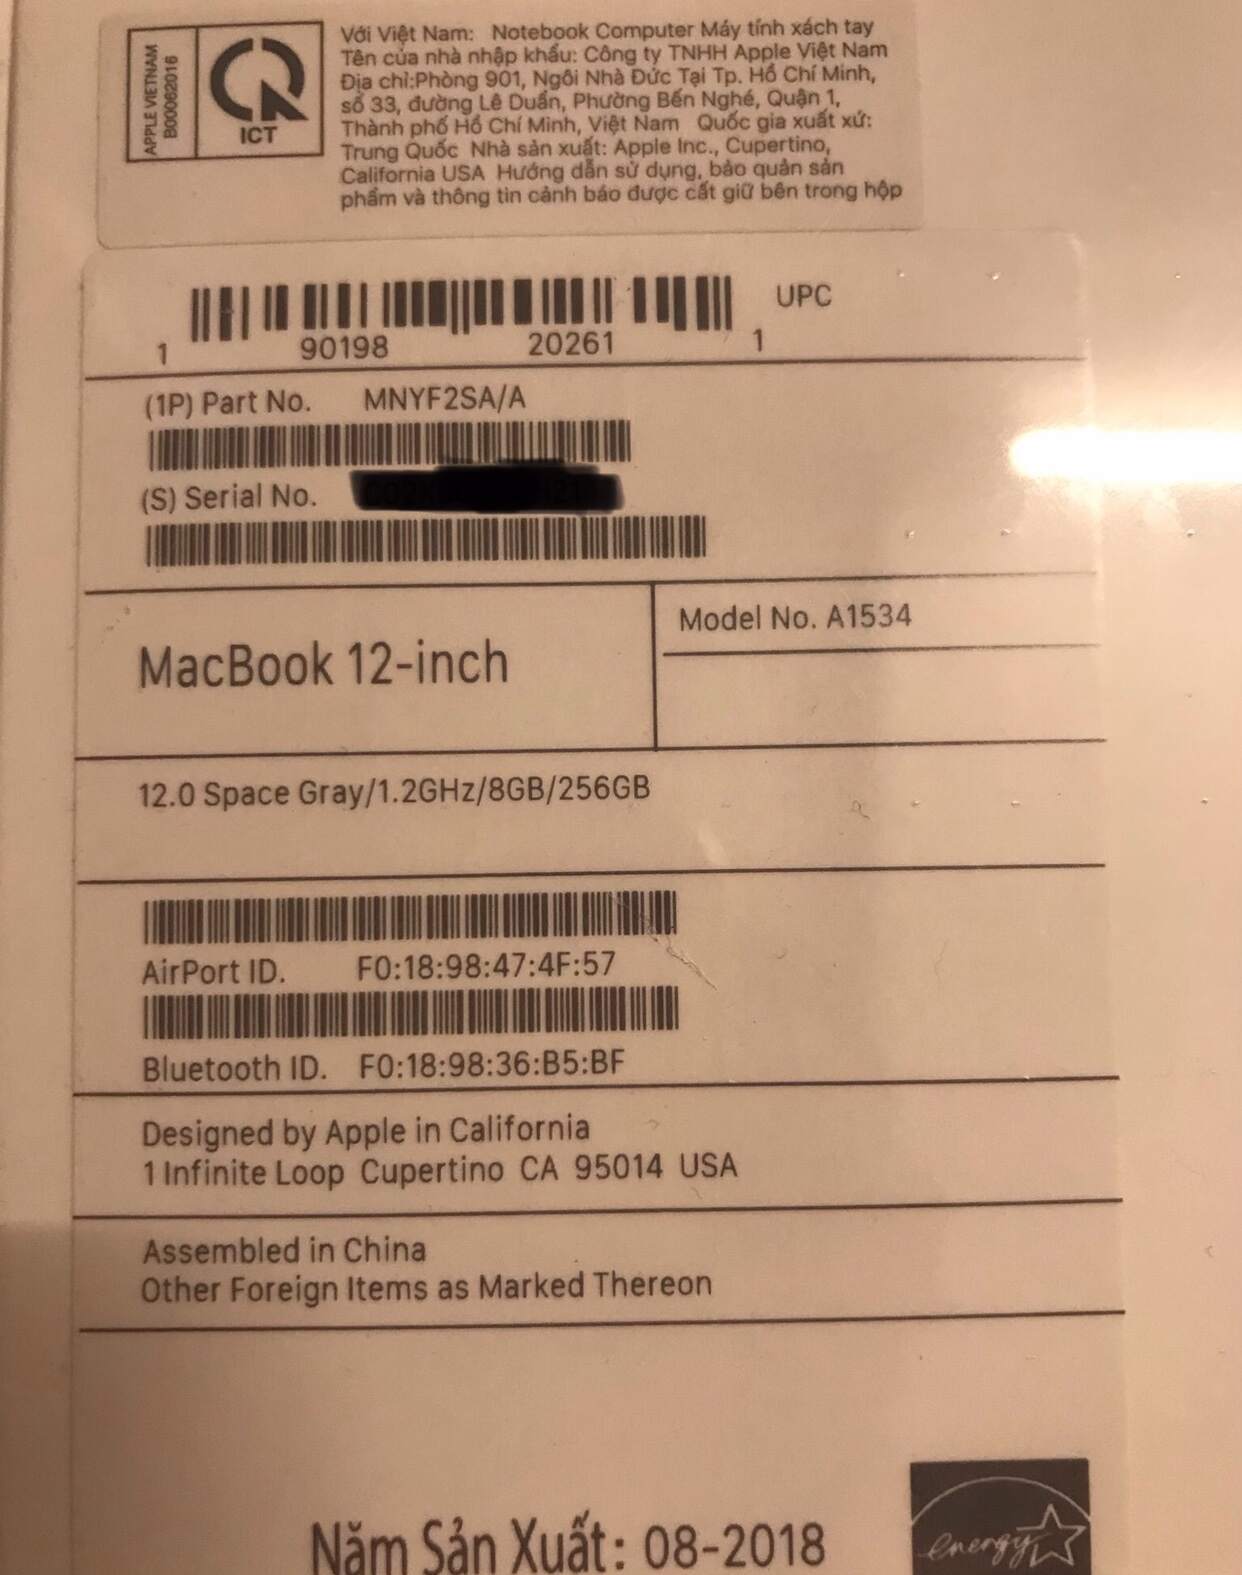 APPLE VIETNAM
B00062016
ICT
Với Việt Nam: Notebook Computer Máy tính xách tay
Tên của nhà nhập khẩu: Công ty TNHH Apple Việt Nam
Địa chỉ:Phòng 901, Ngôi Nhà Đức Tại Tp. Hồ Chí Minh,
số 33, đường Lê Duẩn, Phường Bến Nghé, Quận 1,
Thành phố Hồ Chí Minh, Việt Nam Quốc gia xuất xứ:
Trung Quốc Nhà sản xuất: Apple Inc., Cupertino,
California USA Hướng dẫn sử dụng, bảo quản sản
phẩm và thông tin cảnh báo được cất giữ bên trong hộp
UPC
1 90198 20261 1
(1P) Part No. MNYF2SA/A
(S) Serial No.
MacBook 12-inch
Model No. A1534
12.0 Space Gray/1.2GHz/8GB/256GB
AirPort ID. F0:18:98:47:4F:57
Bluetooth ID. F0:18:98:36:B5:BF
Designed by Apple in California
1 Infinite Loop Cupertino CA 95014 USA
Assembled in China
Other Foreign Items as Marked Thereon
Năm Sản Xuất: 08-2018
energy